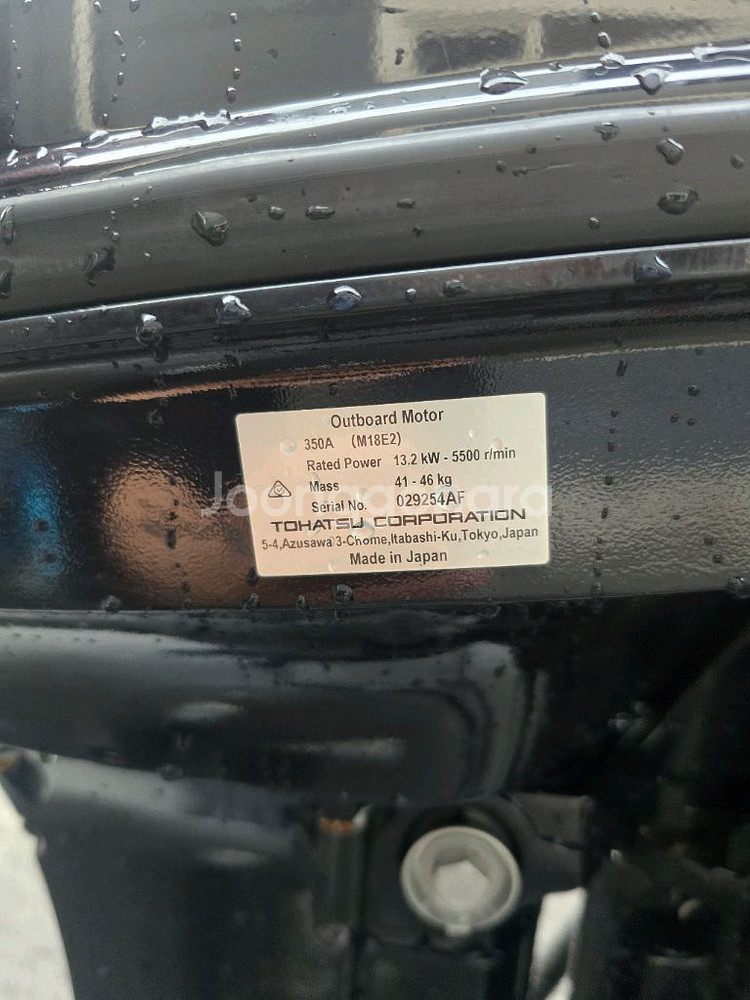 Outboard Motor
350A (M18E2)
Rated Power 13.2 kW - 5500 r/min
Mass 41 - 46 kg
Serial No. 029254AF
TOHATSU CORPORATION
5-4,Azusawa 3-Chome,Itabashi-Ku,Tokyo,Japan
Made in Japan
Joonggonara